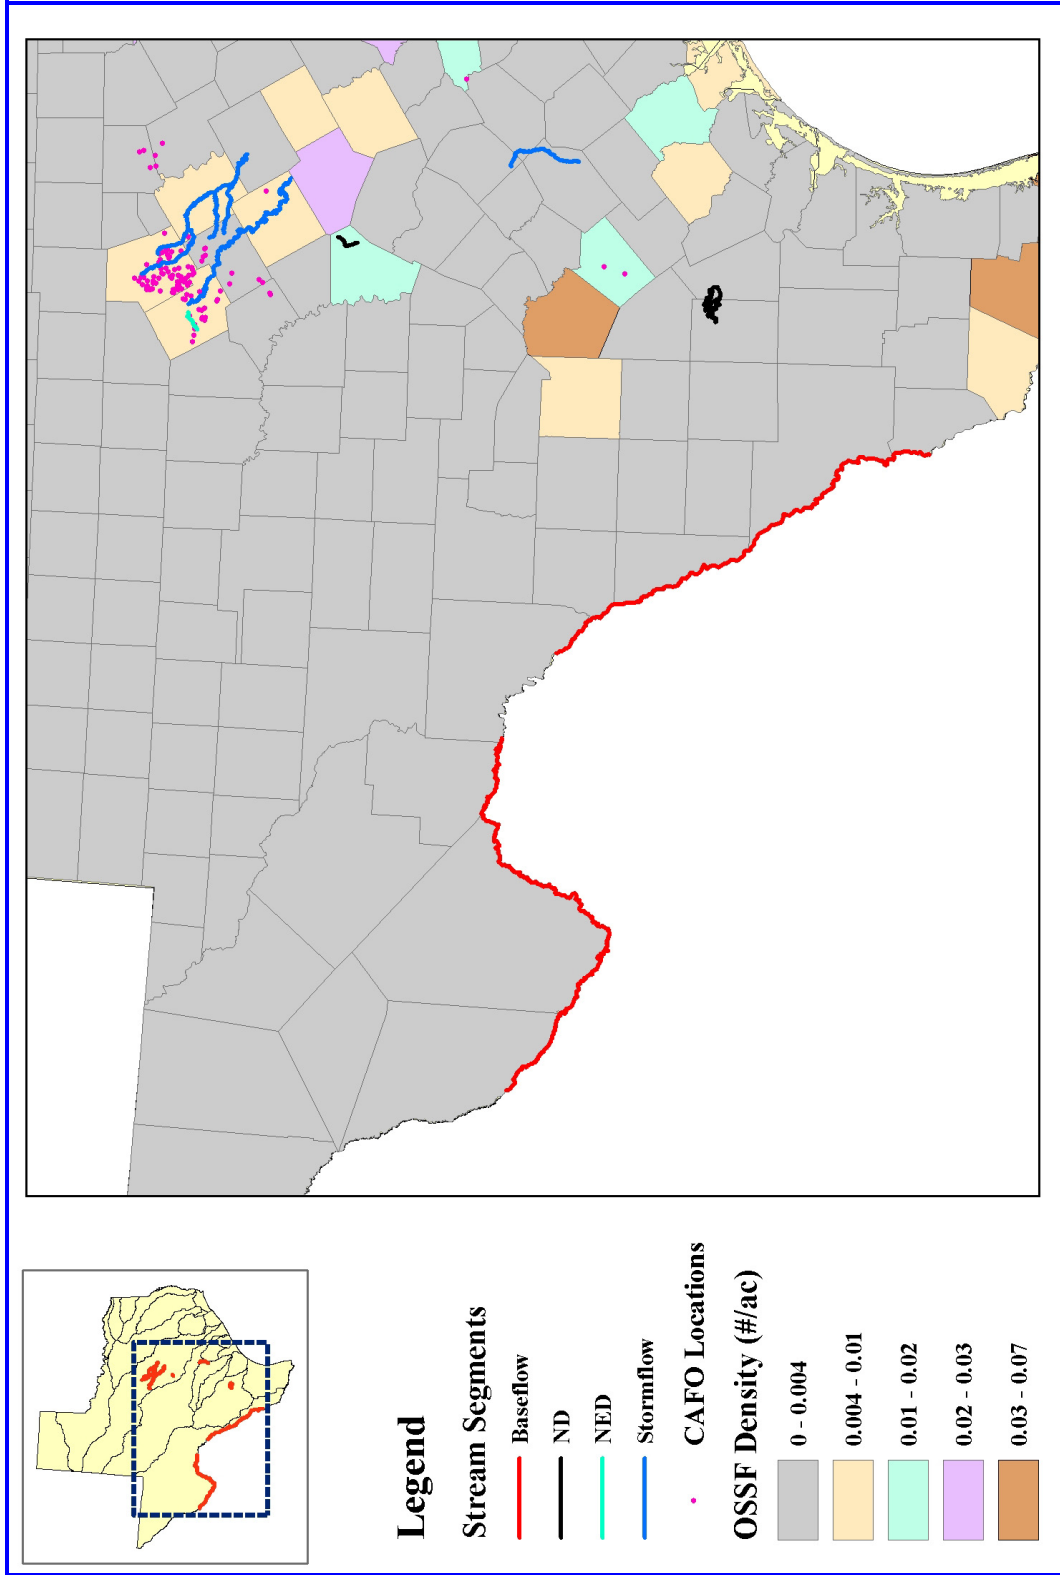 Legend
Stream Segments
Baseflow
ND
NED
Stormflow
CAFO Locations
OSSF Density (#/ac)
0 - 0.004
0.004 - 0.01
0.01 - 0.02
0.02 - 0.03
0.03 - 0.07